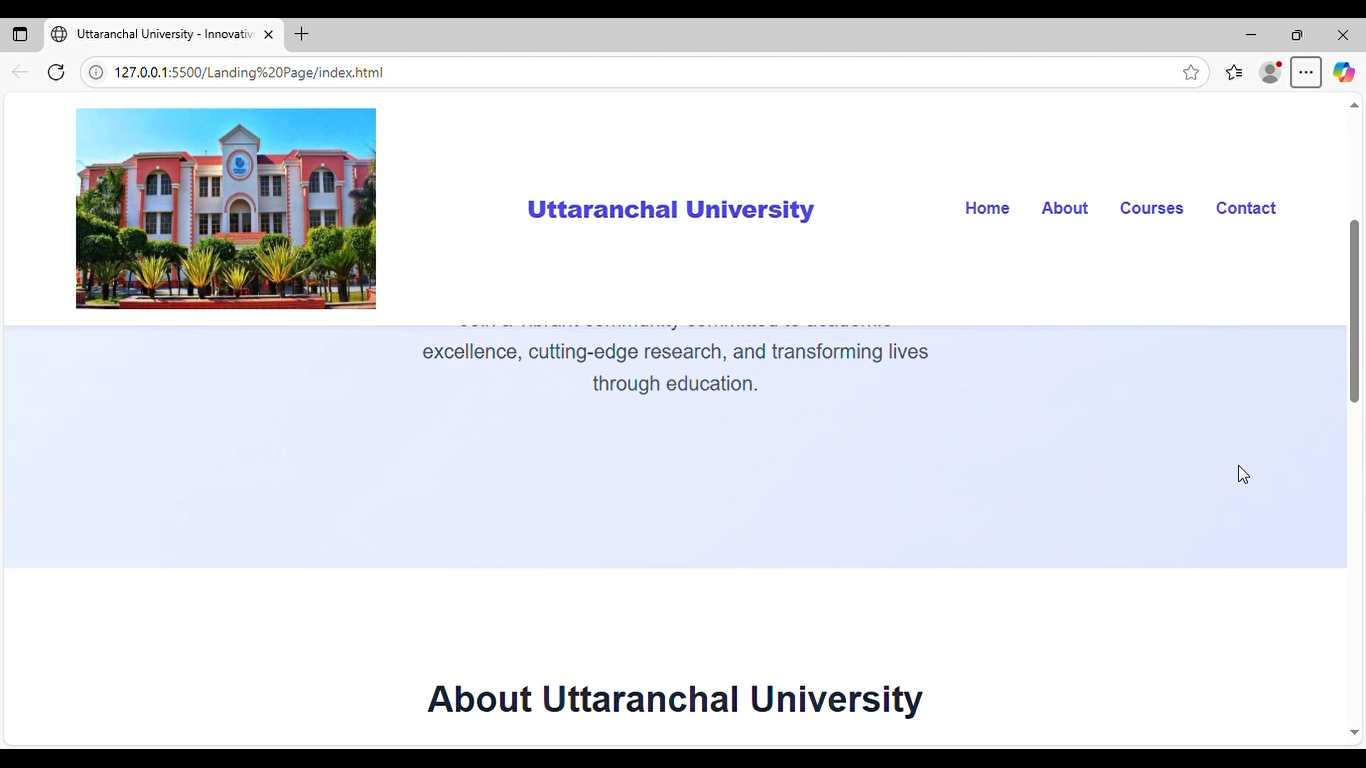 Uttaranchal University - Innovativ
127.0.0.1:5500/Landing%20Page/index.html
Uttaranchal University
Home About Courses Contact
excellence, cutting-edge research, and transforming lives
through education.
About Uttaranchal University